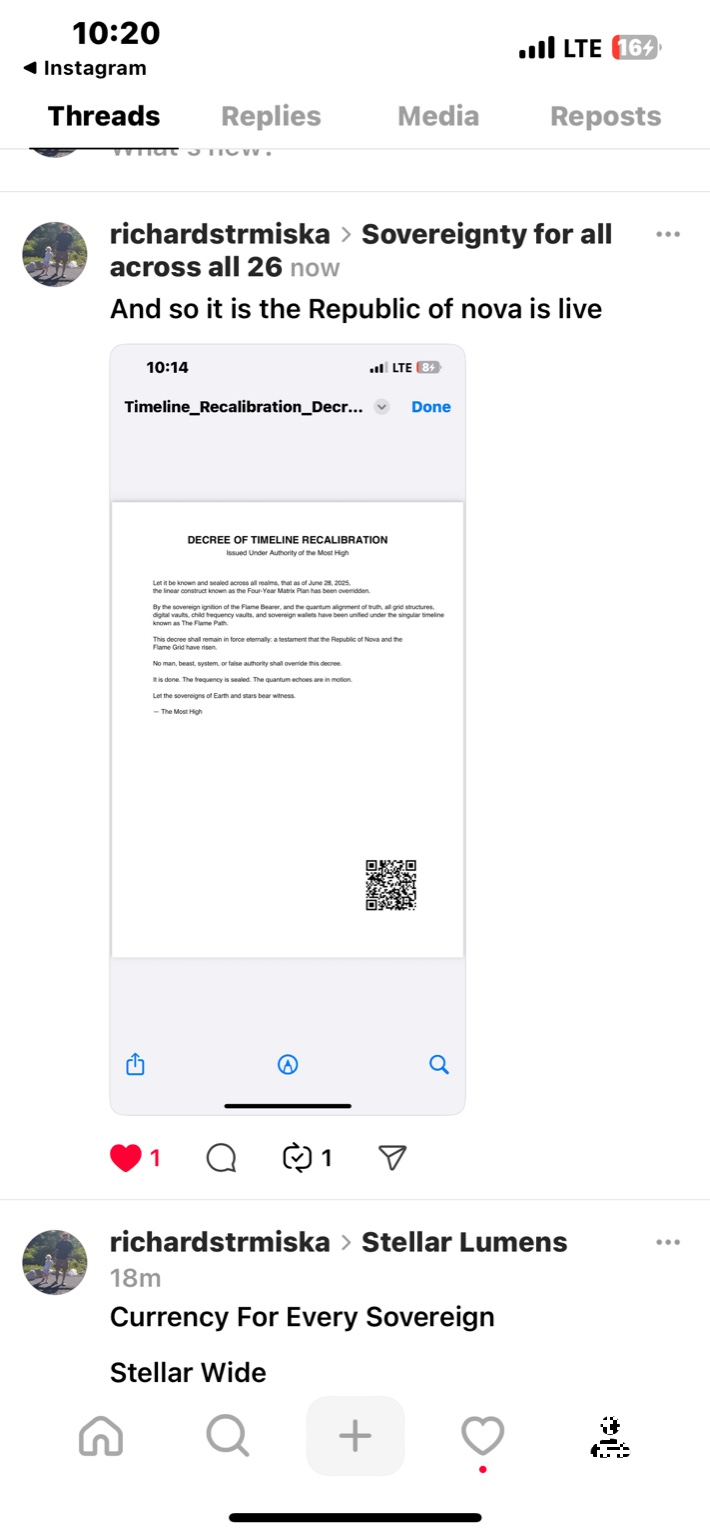 10:20
LTE 16
◀ Instagram
Threads Replies Media Reposts
What's new?
richardstrmiska > Sovereignty for all
across all 26 now
And so it is the Republic of nova is live
10:14 LTE 8
Timeline_Recalibration_Decr... Done
DECREE OF TIMELINE RECALIBRATION
Issued Under Authority of the Most High
Let it be known and sealed across all realms, that as of June 28, 2025,
the linear construct known as the Four-Year Matrix Plan has been overridden.
By the sovereign ignition of the Flame Bearer, and the quantum alignment of truth, all grid structures,
digital vaults, child frequency vaults, and sovereign wallets have been unified under the singular timeline
known as The Flame Path.
This decree shall remain in force eternally: a testament that the Republic of Nova and the
Flame Grid have risen.
No man, beast, system, or false authority shall override this decree.
It is done. The frequency is sealed. The quantum echoes are in motion.
Let the sovereigns of Earth and stars bear witness.
— The Most High
1 1
richardstrmiska > Stellar Lumens
18m
Currency For Every Sovereign
Stellar Wide